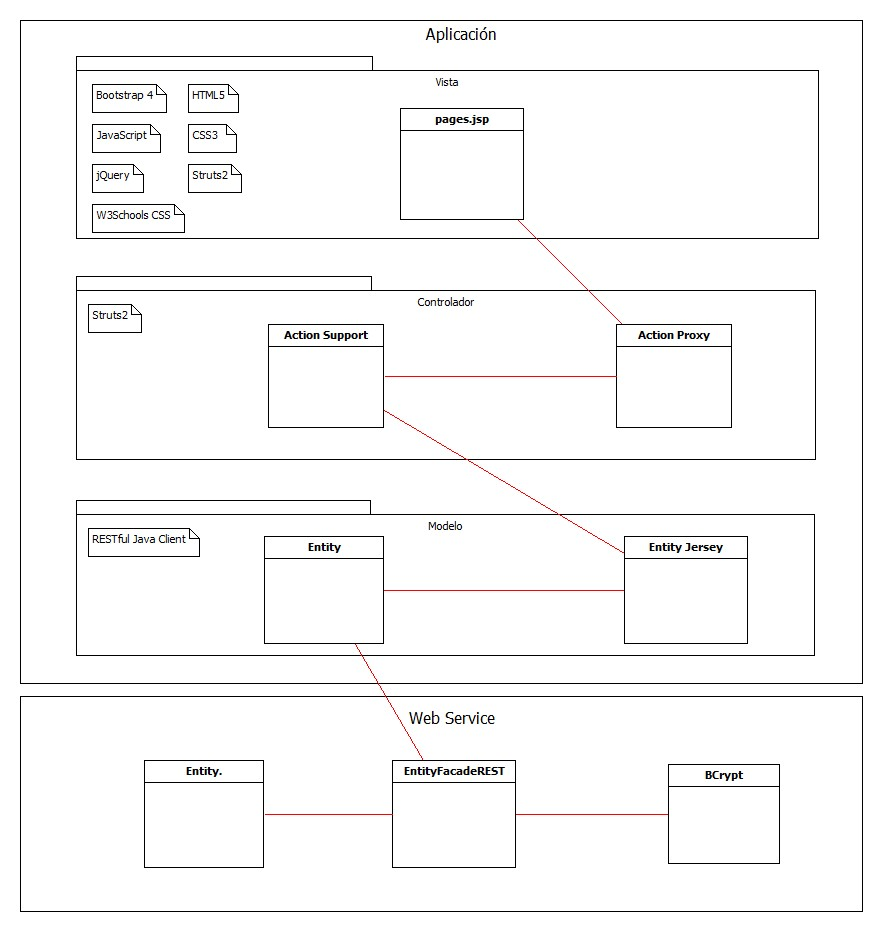 Aplicación
Vista
Bootstrap 4
HTML5
pages.jsp
JavaScript
CSS3
jQuery
Struts2
W3Schools CSS
Controlador
Struts2
Action Support
Action Proxy
Modelo
RESTful Java Client
Entity
Entity Jersey
Web Service
Entity.
EntityFacadeREST
BCrypt